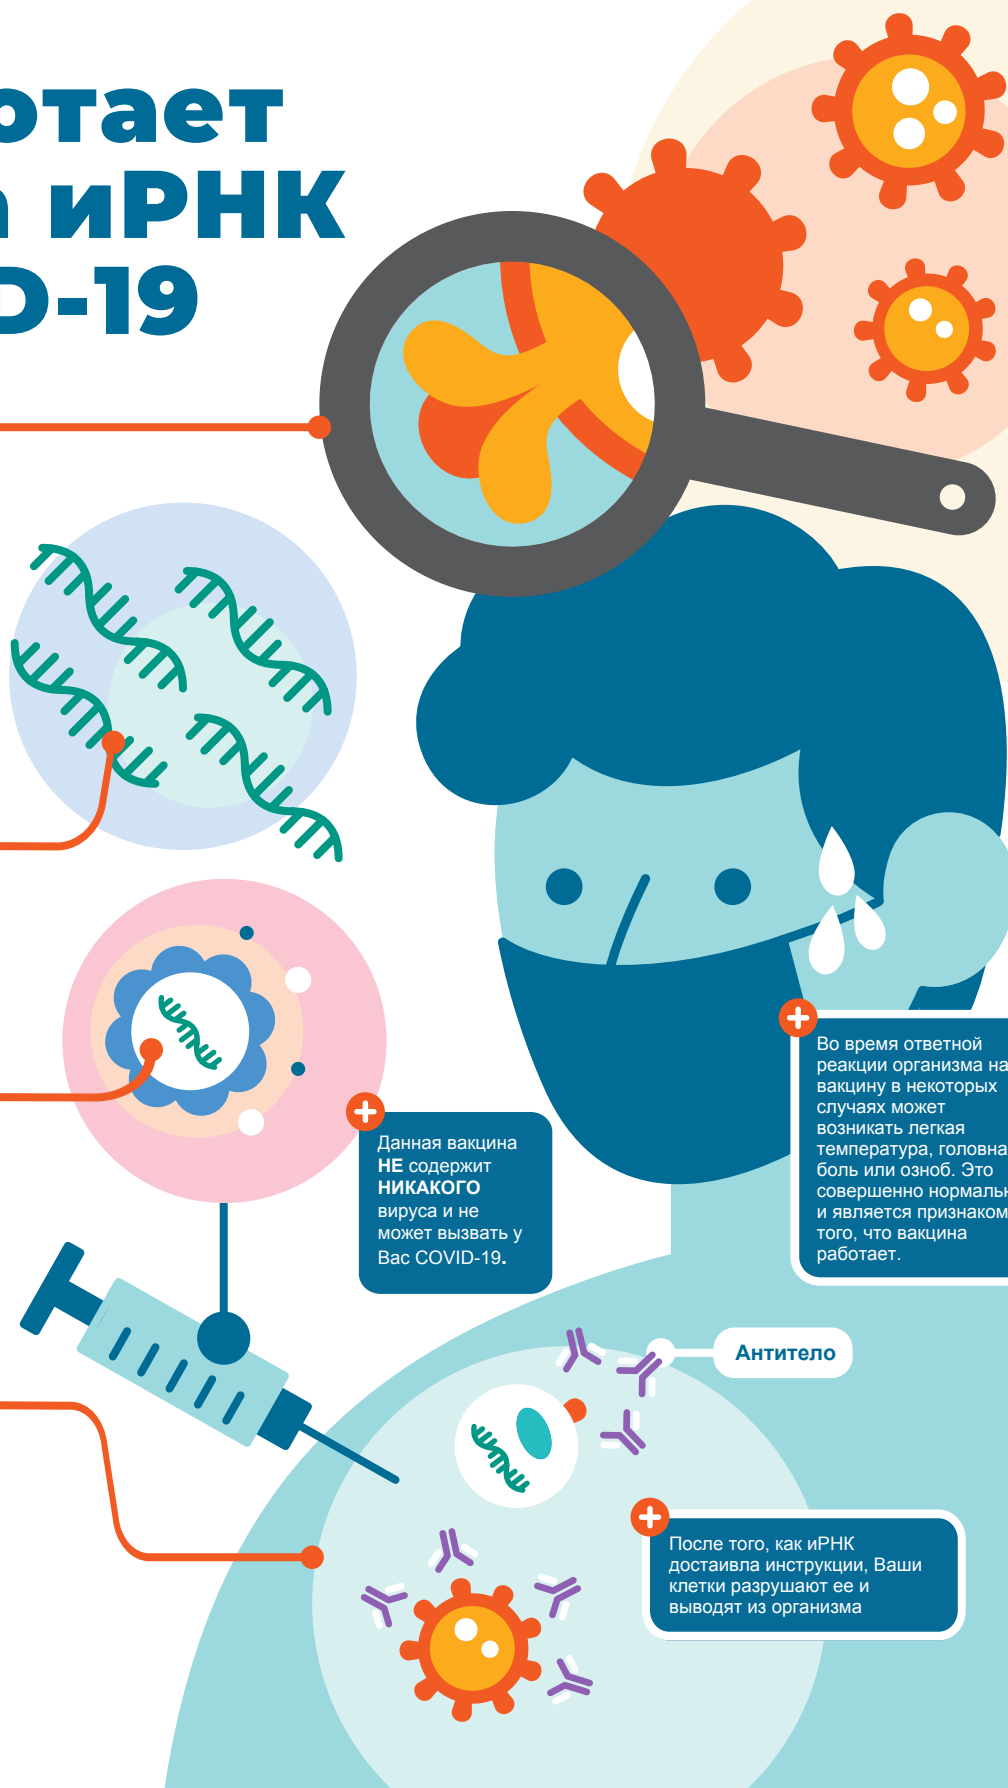 отает
а иРНК
D-19
Данная вакцина
НЕ содержит
НИКАКОГО
вируса и не
может вызвать у
Вас COVID-19.
Во время ответной
реакции организма на
вакцину в некоторых
случаях может
возникать легкая
температура, головна
боль или озноб. Это
совершенно нормальн
и является признаком
того, что вакцина
работает.
Антитело
После того, как иРНК
достаивла инструкции, Ваши
клетки разрушают ее и
выводят из организма